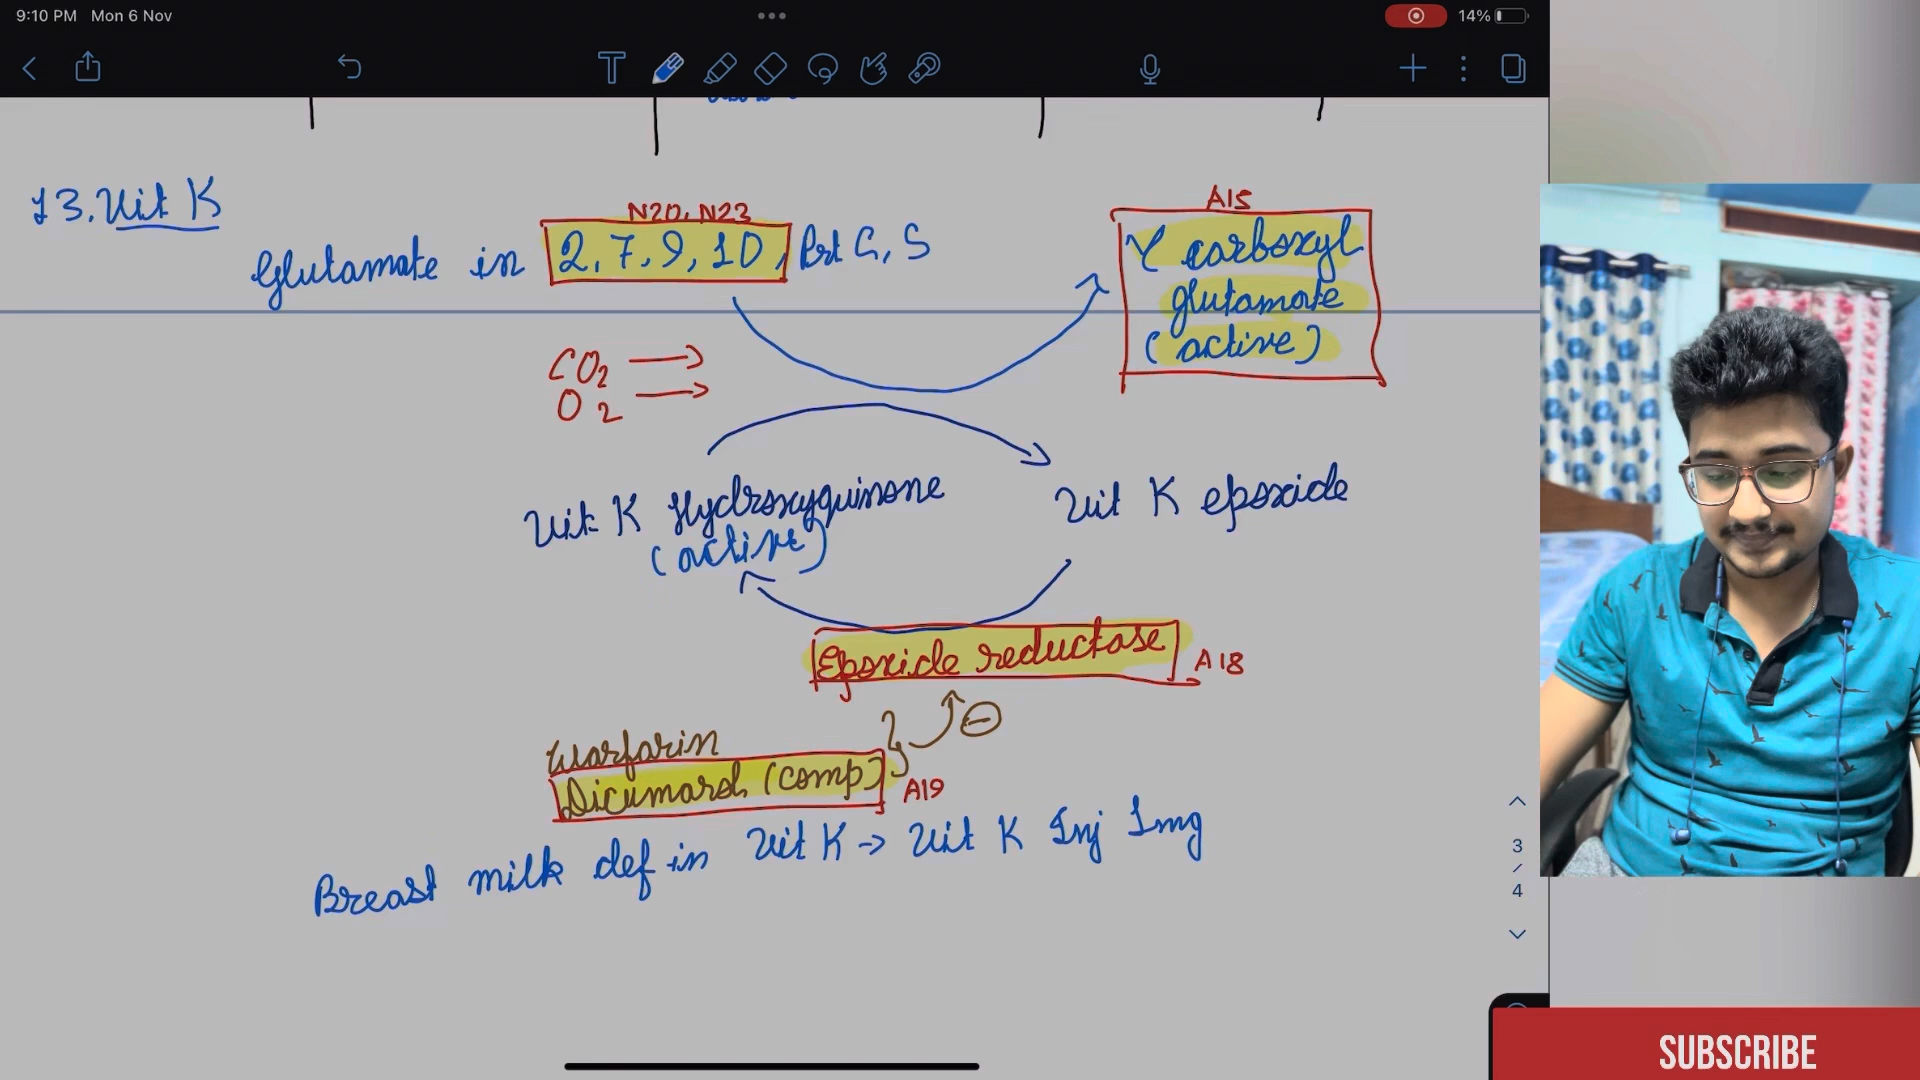 9:10 PM Mon 6 Nov
14%
13. Vit K
N20, N23
A15
Glutamate in 2, 7, 9, 10, Prt C, S
γ carboxyl
glutamate
(active)
CO2 →
O2 →
Vit K Hydroxyquinone
(active)
Vit K epoxide
Epoxide reductase
A18
Warfarin
Dicumarol (comp)
A19
Breast milk def in Vit K → Vit K Inj 1mg
3
/
4
SUBSCRIBE